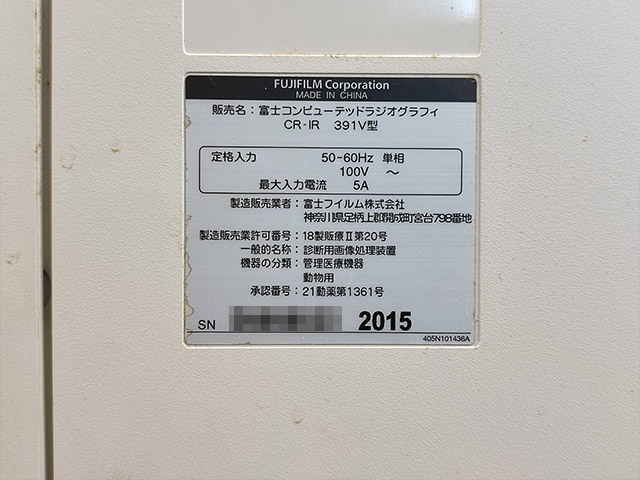 FUJIFILM Corporation
MADE IN CHINA
販売名：富士コンピューテッドラジオグラフィ
CR-IR 391V型
定格入力 50-60Hz 単相
100V ～
最大入力電流 5A
製造販売業者：富士フイルム株式会社
神奈川県足柄上郡開成町宮台798番地
製造販売業許可番号：18製販療Ⅱ第20号
一般的名称：診断用画像処理装置
機器の分類：管理医療機器
動物用
承認番号：21動薬第1361号
SN 2015
405N101436A